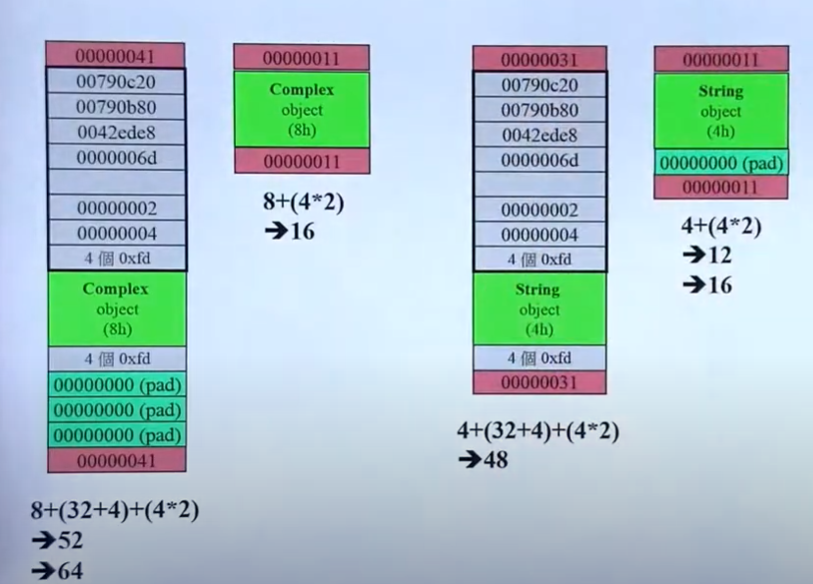 00000041
00790c20
00790b80
0042ede8
0000006d
00000002
00000004
4 個 0xfd
Complex
object
(8h)
4 個 0xfd
00000000 (pad)
00000000 (pad)
00000000 (pad)
00000041
8+(32+4)+(4*2)
➔52
➔64
00000011
Complex
object
(8h)
00000011
8+(4*2)
➔16
00000031
00790c20
00790b80
0042ede8
0000006d
00000002
00000004
4 個 0xfd
String
object
(4h)
4 個 0xfd
00000031
4+(32+4)+(4*2)
➔48
00000011
String
object
(4h)
00000000 (pad)
00000011
4+(4*2)
➔12
➔16